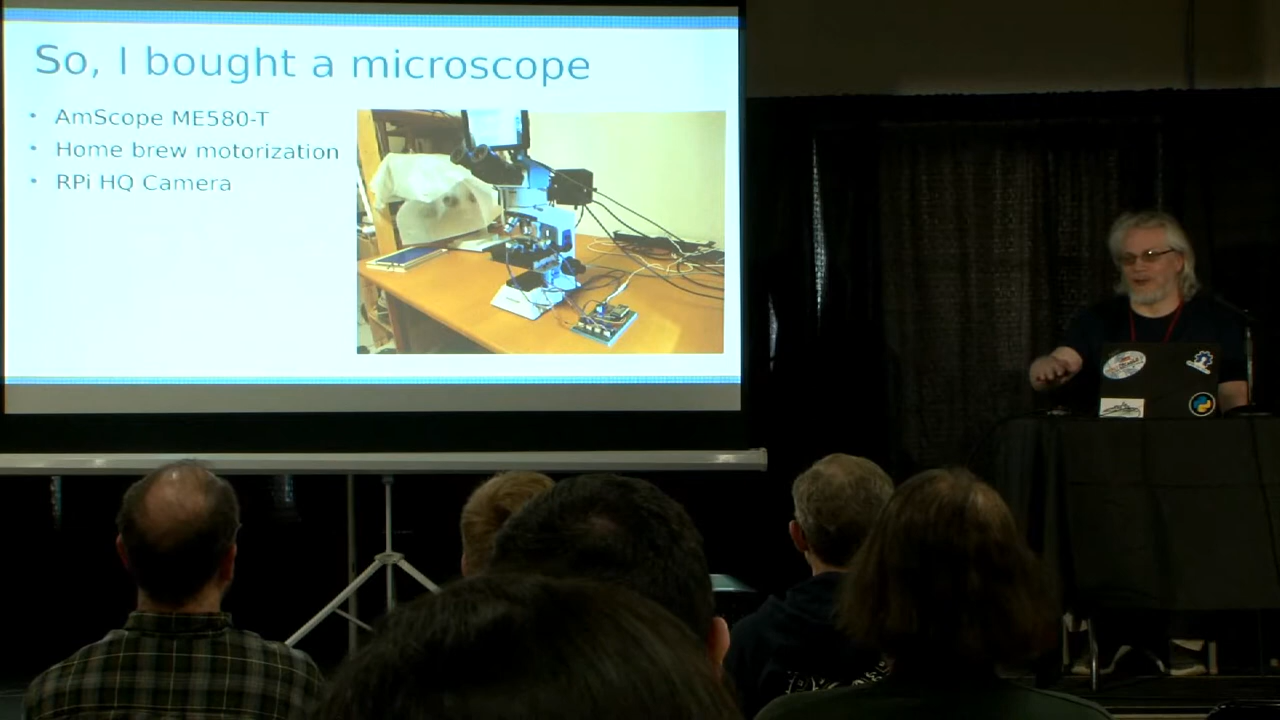 So, I bought a microscope
• AmScope ME580-T
• Home brew motorization
• RPi HQ Camera